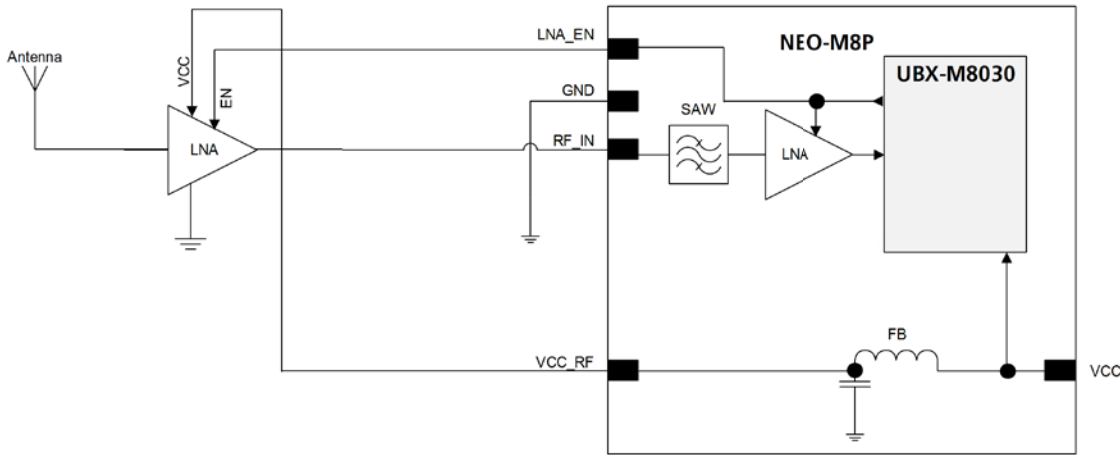 Antenna
VCC
EN
LNA
LNA_EN
GND
RF_IN
VCC_RF
NEO-M8P
UBX-M8030
SAW
LNA
FB
VCC